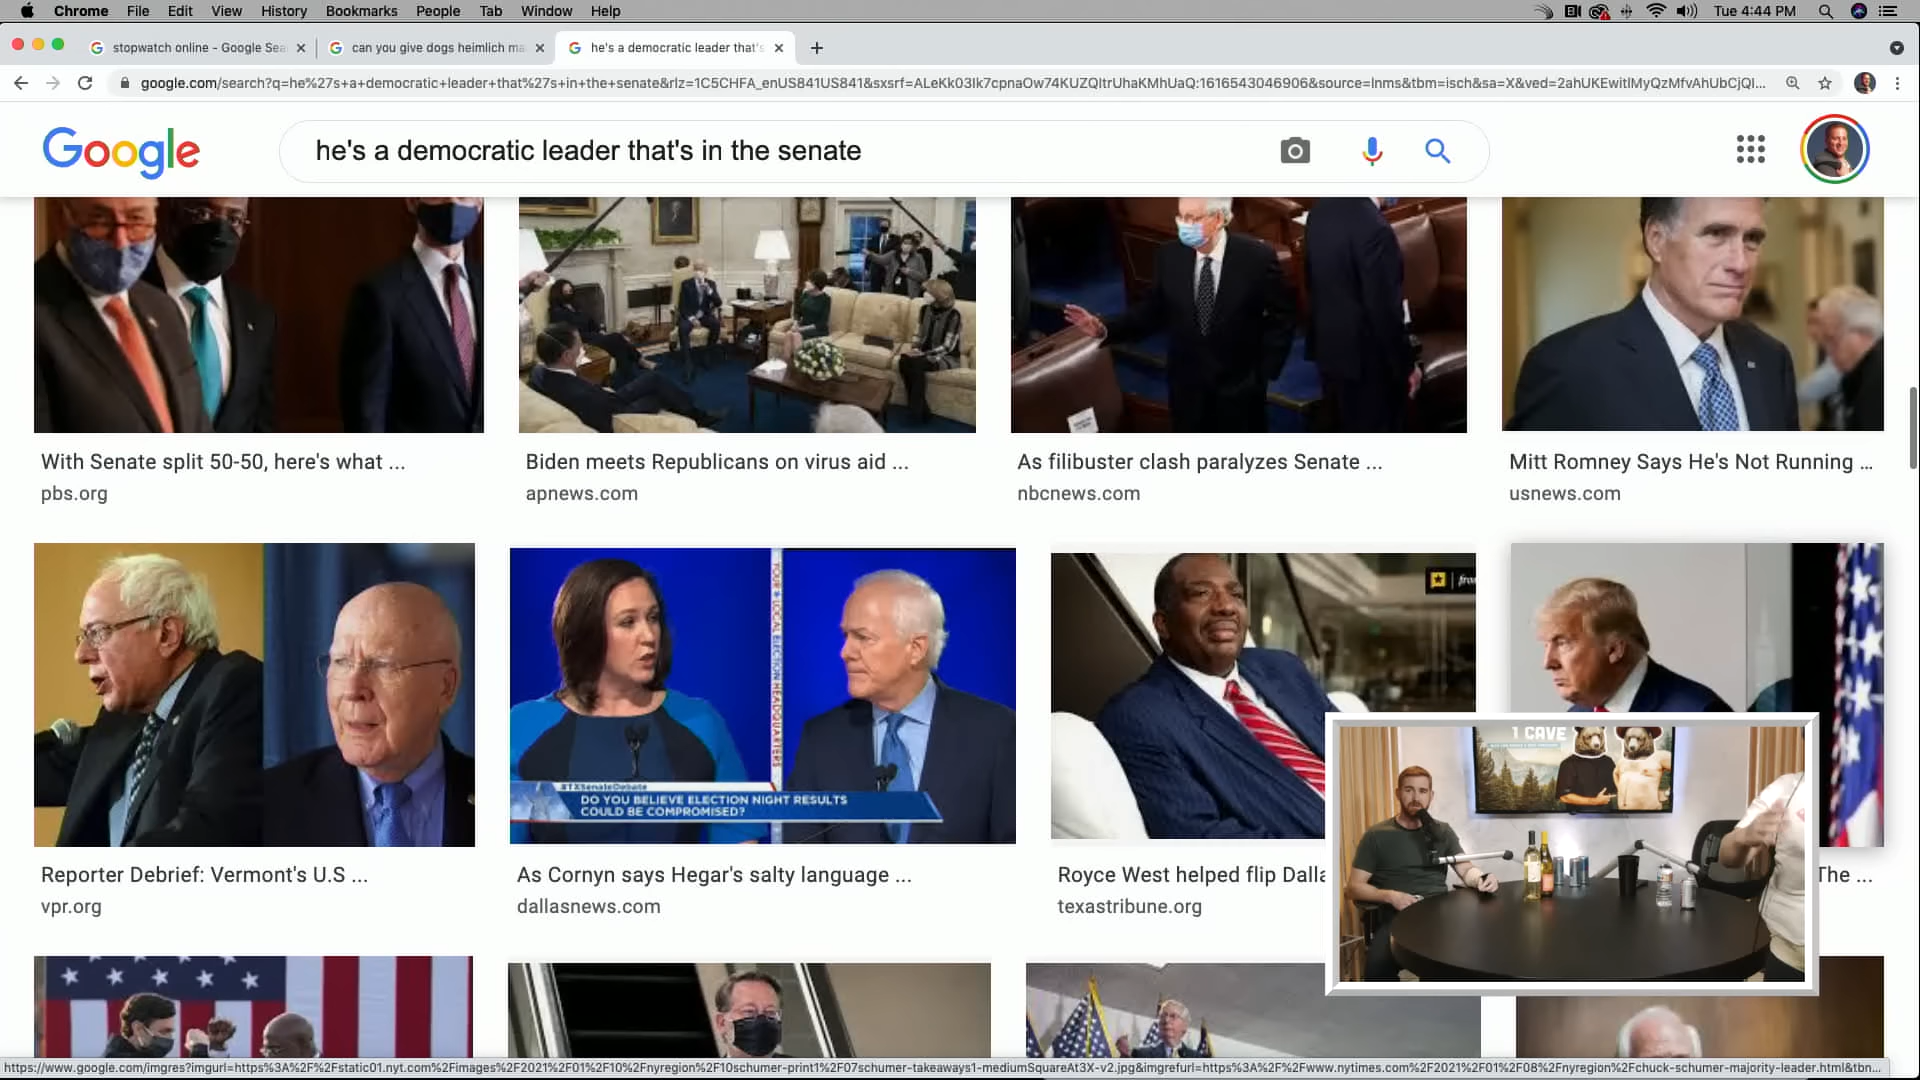 Chrome File Edit View History Bookmarks People Tab Window Help Tue 4:44 PM
stopwatch online - Google Sea can you give dogs heimlich ma he's a democratic leader that's
google.com/search?q=he%27s+a+democratic+leader+that%27s+in+the+senate&rlz=1C5CHFA_enUS841US841&sxsrf=ALeKk03Ik7cpnaOw74KUZQltrUhaKMhUaQ:1616543046906&source=lnms&tbm=isch&sa=X&ved=2ahUKEwitlMyQzMfvAhUbCjQI...
Google he's a democratic leader that's in the senate
With Senate split 50-50, here's what ... Biden meets Republicans on virus aid ... As filibuster clash paralyzes Senate ... Mitt Romney Says He's Not Running ...
pbs.org apnews.com nbcnews.com usnews.com
YOUR LOCAL ELECTION HEADQUARTERS
#TXSenateDebate
DO YOU BELIEVE ELECTION NIGHT RESULTS
COULD BE COMPROMISED?
1 CAVE
Reporter Debrief: Vermont's U.S ... As Cornyn says Hegar's salty language ... Royce West helped flip Dalla The ...
vpr.org dallasnews.com texastribune.org
https://www.google.com/imgres?imgurl=https%3A%2F%2Fstatic01.nyt.com%2Fimages%2F2021%2F01%2F10%2Fnyregion%2F10schumer-print1%2F07schumer-takeaways1-mediumSquareAt3X-v2.jpg&imgrefurl=https%3A%2F%2Fwww.nytimes.com%2F2021%2F01%2F08%2Fnyregion%2Fchuck-schumer-majority-leader.html&tbn...